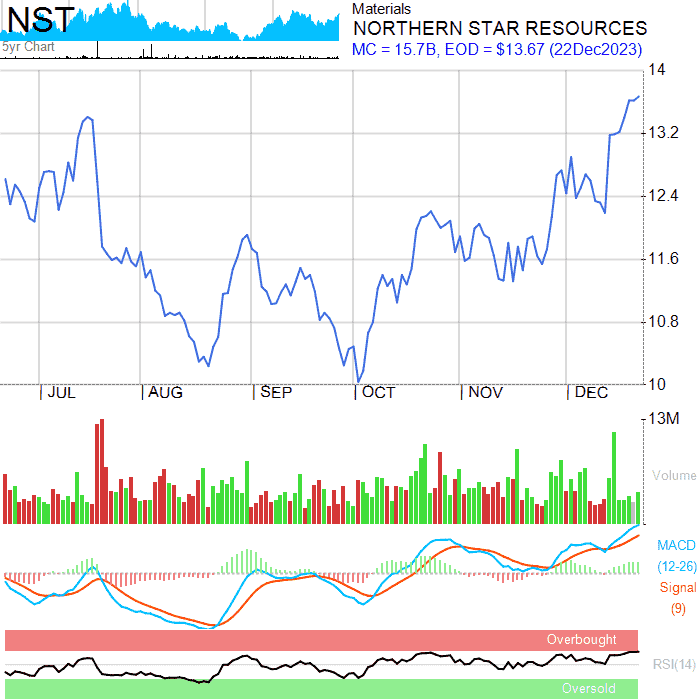 NST
5yr Chart
Materials
NORTHERN STAR RESOURCES
MC = 15.7B, EOD = $13.67 (22Dec2023)
14
13.2
12.4
11.6
10.8
10
JUL AUG SEP OCT NOV DEC
13M
Volume
MACD
(12-26)
Signal
(9)
Overbought
RSI(14)
Oversold